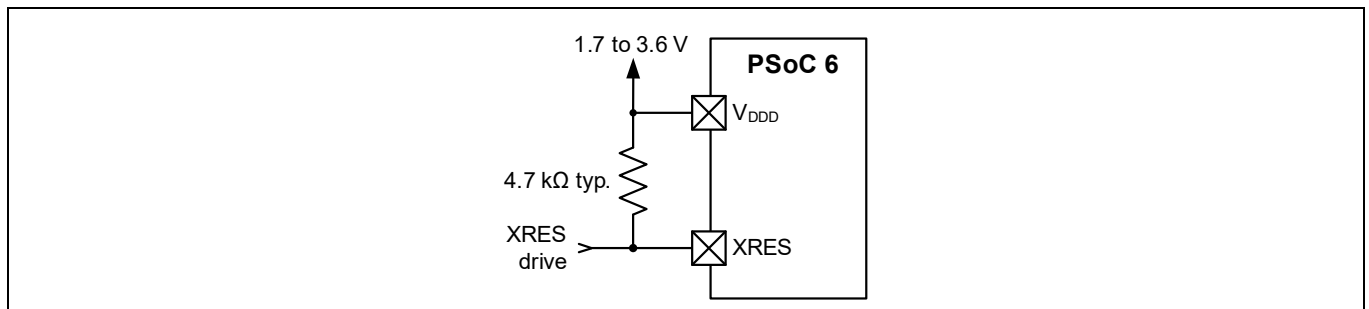 1.7 to 3.6 V
PSoC 6
VDDD
4.7 kΩ typ.
XRES
drive
XRES